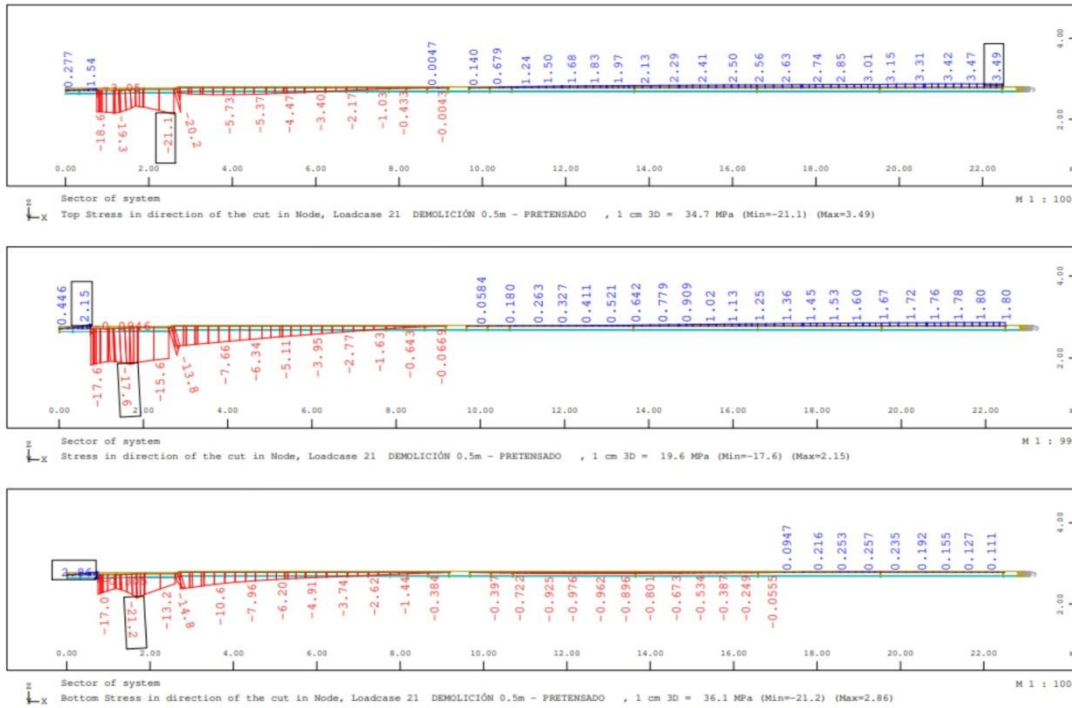 0.277 1.54 0.0047 0.140 0.679 1.24 1.50 1.68 1.83 1.97 2.13 2.29 2.41 2.50 2.56 2.63 2.74 2.85 3.01 3.15 3.31 3.42 3.47 3.49 4.00
-18.9 -19.3 -21.1 -20.2 -5.73 -5.37 -4.47 -3.40 -2.17 -1.03 -0.433 -0.0043 2.00
0.00 2.00 4.00 6.00 8.00 10.00 12.00 14.00 16.00 18.00 20.00 22.00
Sector of system M 1 : 100
X Top Stress in direction of the cut in Node, Loadcase 21 DEMOLICIÓN 0.5m - PRETENSADO , 1 cm 3D = 34.7 MPa (Min=-21.1) (Max=3.49)
0.446 2.15 0.0584 0.180 0.263 0.327 0.411 0.521 0.642 0.779 0.909 1.02 1.13 1.25 1.36 1.45 1.53 1.60 1.67 1.72 1.76 1.78 1.80 1.80 4.00
-17.6 -17.6 -15.9 -13.8 -7.66 -6.34 -5.11 -3.95 -2.77 -1.63 -0.643 -0.0669 2.00
0.00 2.00 4.00 6.00 8.00 10.00 12.00 14.00 16.00 18.00 20.00 22.00
Sector of system M 1 : 99
X Stress in direction of the cut in Node, Loadcase 21 DEMOLICIÓN 0.5m - PRETENSADO , 1 cm 3D = 19.6 MPa (Min=-17.6) (Max=2.15)
2.86 0.0947 0.216 0.253 0.257 0.235 0.192 0.155 0.127 0.111 4.00
-17.0 -21.2 -13.2 -14.8 -10.6 -7.96 -6.20 -4.91 -3.74 -2.62 -1.44 -0.384 -0.397 -0.722 -0.925 -0.976 -0.962 -0.896 -0.801 -0.673 -0.534 -0.387 -0.249 -0.0555 2.00
0.00 2.00 4.00 6.00 8.00 10.00 12.00 14.00 16.00 18.00 20.00 22.00
Sector of system M 1 : 100
X Bottom Stress in direction of the cut in Node, Loadcase 21 DEMOLICIÓN 0.5m - PRETENSADO , 1 cm 3D = 36.1 MPa (Min=-21.2) (Max=2.86)